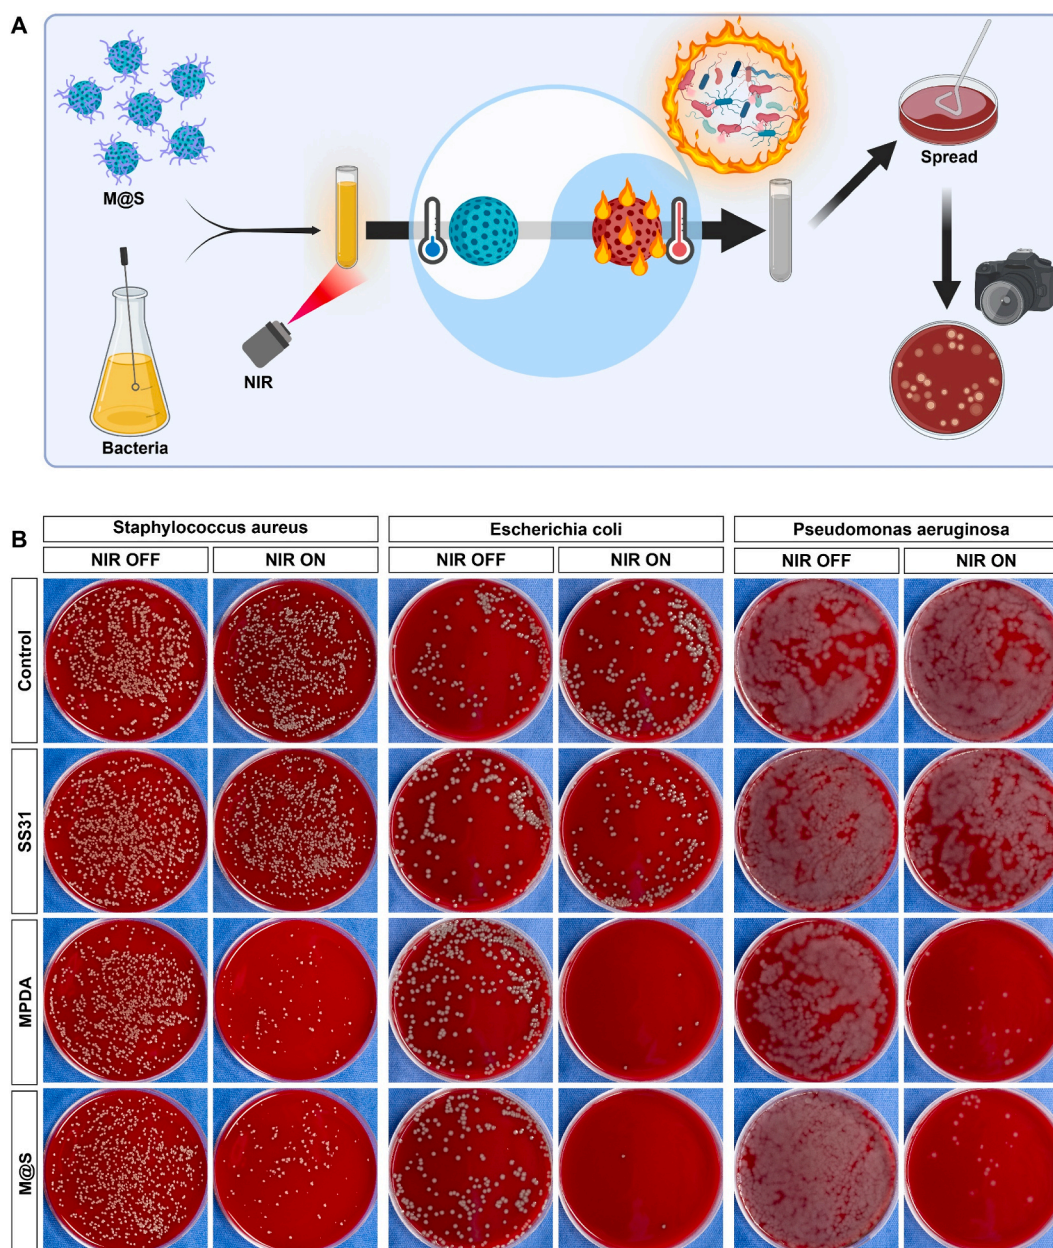 A
M@S
Bacteria
NIR
Spread
B
Staphylococcus aureus
Escherichia coli
Pseudomonas aeruginosa
NIR OFF
NIR ON
NIR OFF
NIR ON
NIR OFF
NIR ON
Control
SS31
MPDA
M@S